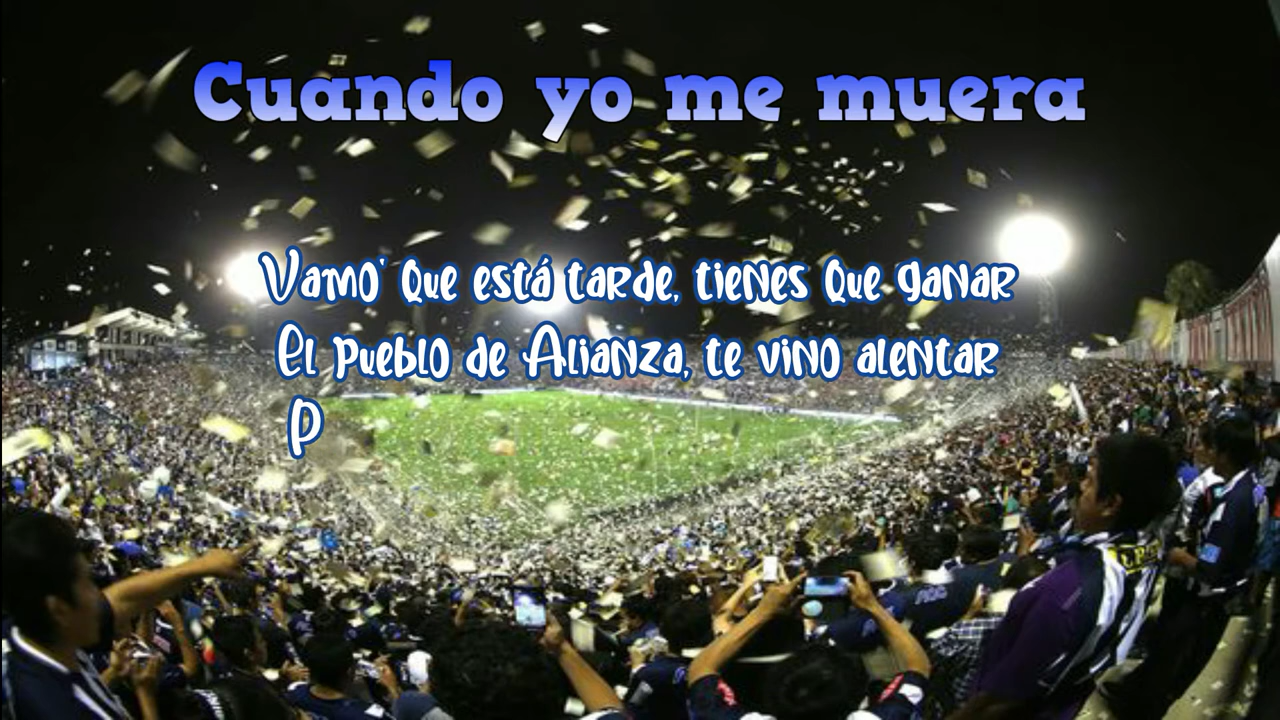 Cuando yo me muera
Vamo' que está tarde, tienes que ganar
El pueblo de Alianza, te vino alentar
P